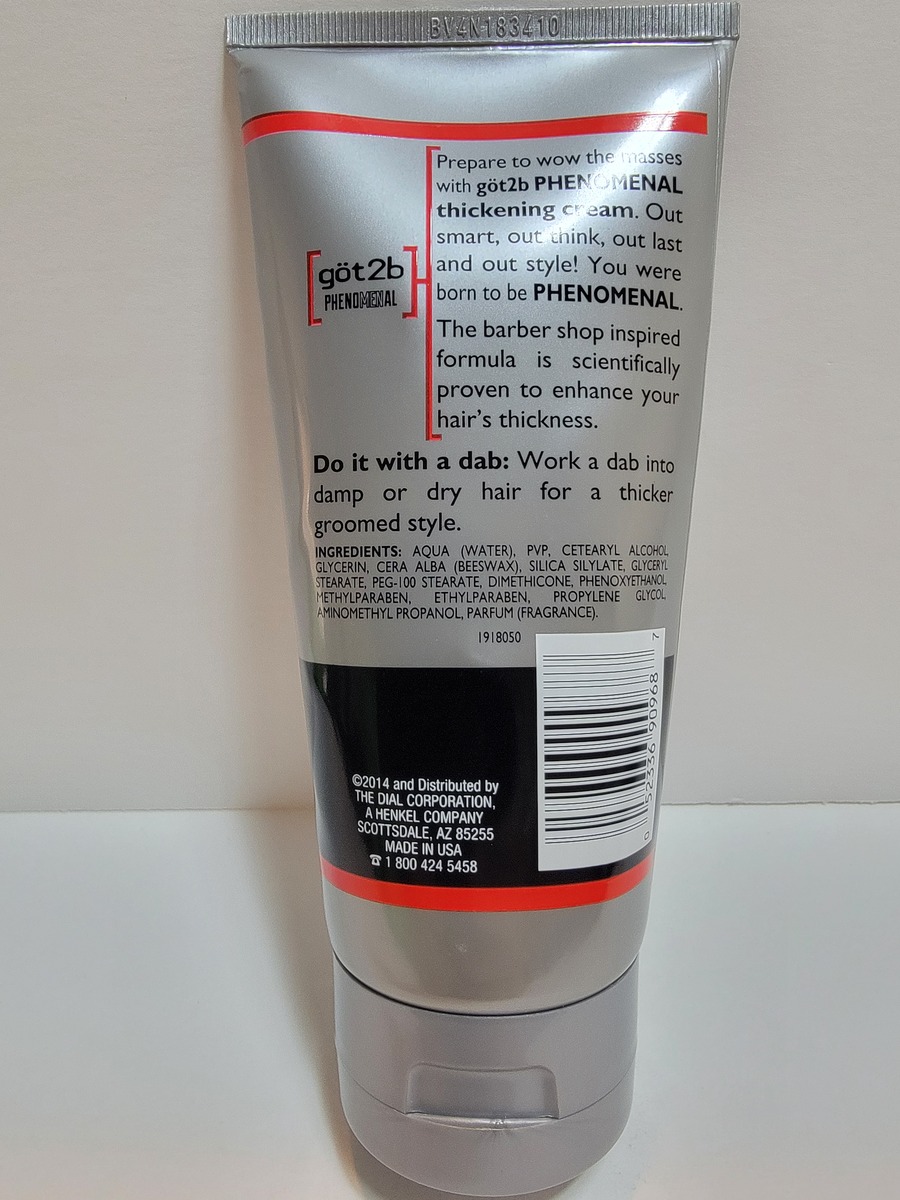 BV4N183410
Prepare to wow the masses
with göt2b PHENOMENAL
thickening cream. Out
smart, out think, out last
and out style! You were
born to be PHENOMENAL.
göt2b
PHENOMENAL
The barber shop inspired
formula is scientifically
proven to enhance your
hair's thickness.
Do it with a dab: Work a dab into
damp or dry hair for a thicker
groomed style.
INGREDIENTS: AQUA (WATER), PVP, CETEARYL ALCOHOL,
GLYCERIN, CERA ALBA (BEESWAX), SILICA SILYLATE, GLYCERYL
STEARATE, PEG-100 STEARATE, DIMETHICONE, PHENOXYETHANOL,
METHYLPARABEN, ETHYLPARABEN, PROPYLENE GLYCOL,
AMINOMETHYL PROPANOL, PARFUM (FRAGRANCE).
1918050
0 52336 90968 7
©2014 and Distributed by
THE DIAL CORPORATION,
A HENKEL COMPANY
SCOTTSDALE, AZ 85255
MADE IN USA
☎ 1 800 424 5458